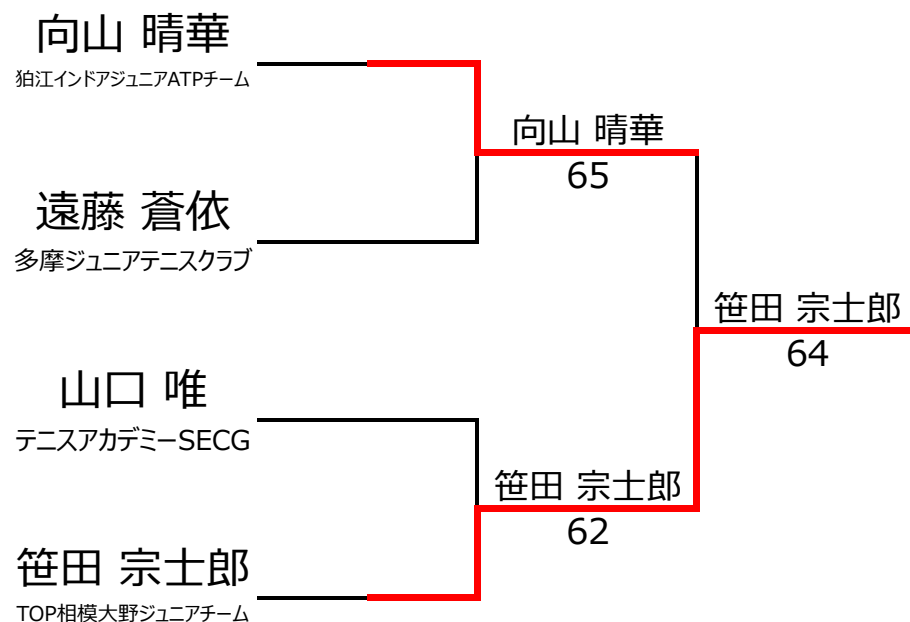 向山 晴華
狛江インドアジュニアATPチーム
向山 晴華
65
遠藤 蒼依
多摩ジュニアテニスクラブ
笹田 宗士郎
64
山口 唯
テニスアカデミーSECG
笹田 宗士郎
62
笹田 宗士郎
TOP相模大野ジュニアチーム